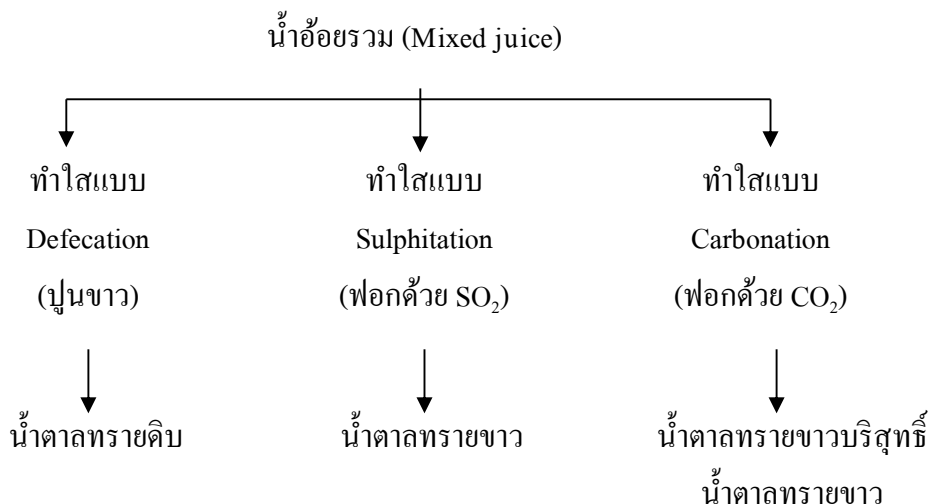 น้ำอ้อยรวม (Mixed juice)
ทำใสแบบ
Defecation
(ปูนขาว)
น้ำตาลทรายดิบ
ทำใสแบบ
Sulphitation
(ฟอกด้วย SO₂)
น้ำตาลทรายขาว
ทำใสแบบ
Carbonation
(ฟอกด้วย CO₂)
น้ำตาลทรายขาวบริสุทธิ์
น้ำตาลทรายขาว